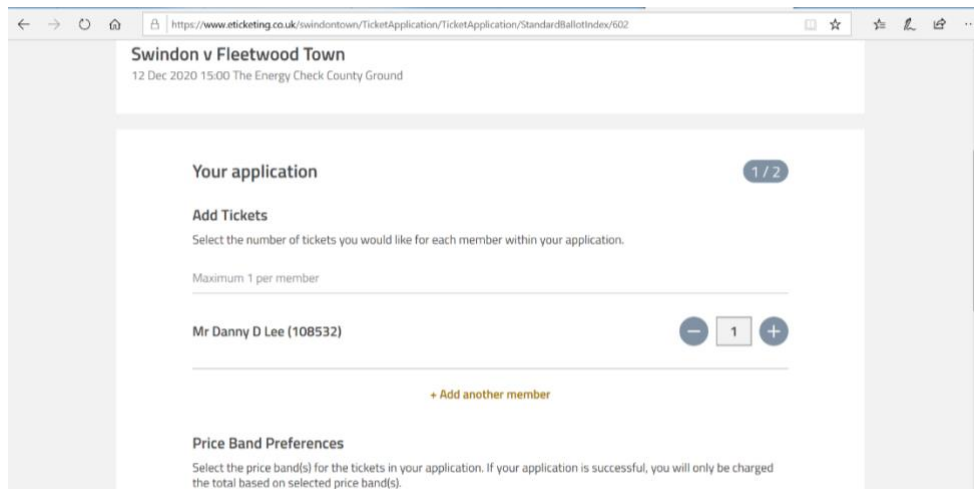 https://www.eticketing.co.uk/swindontown/TicketApplication/TicketApplication/StandardBallotIndex/602
Swindon v Fleetwood Town
12 Dec 2020 15:00 The Energy Check County Ground
Your application
1 / 2
Add Tickets
Select the number of tickets you would like for each member within your application.
Maximum 1 per member
Mr Danny D Lee (108532)
1
+ Add another member
Price Band Preferences
Select the price band(s) for the tickets in your application. If your application is successful, you will only be charged
the total based on selected price band(s).